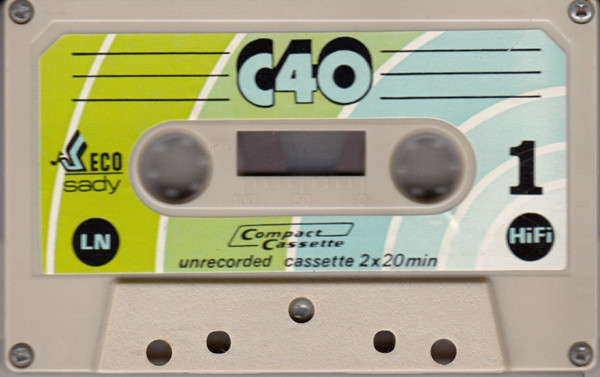 C40
ECO
sady
1
LN
HiFi
Compact
Cassette
unrecorded cassette 2x20min